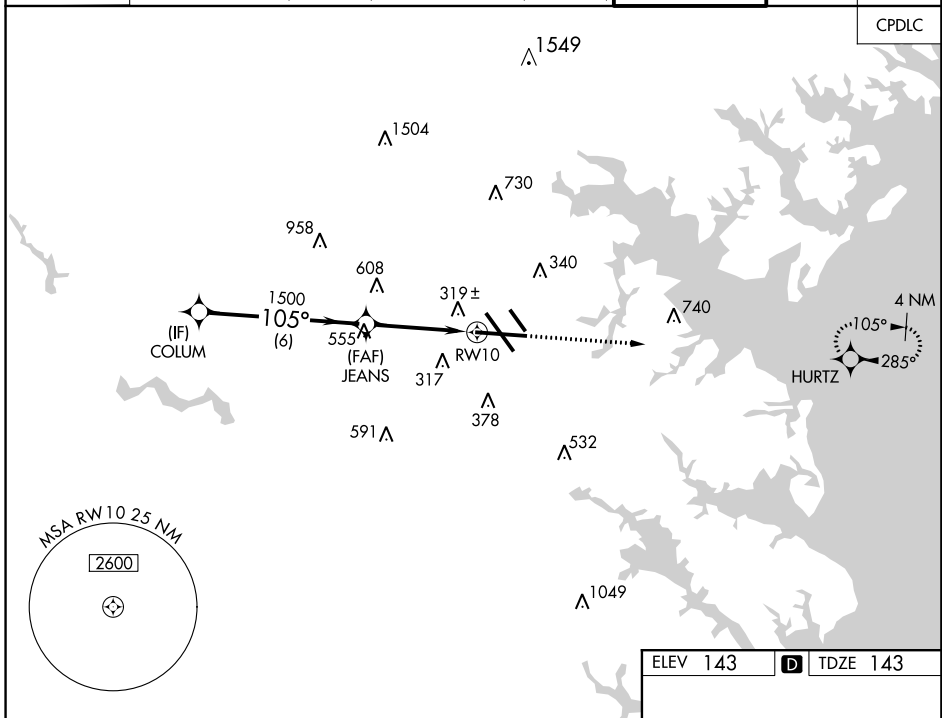 CPDLC
1549
1504
730
958
340
608
1500
319±
740
4 NM
105°
105°
(IF)
COLUM
(6)
555
(FAF)
JEANS
RW10
285°
HURTZ
317
378
591
532
MSA RW10 25 NM
2600
1049
ELEV 143 D TDZE 143